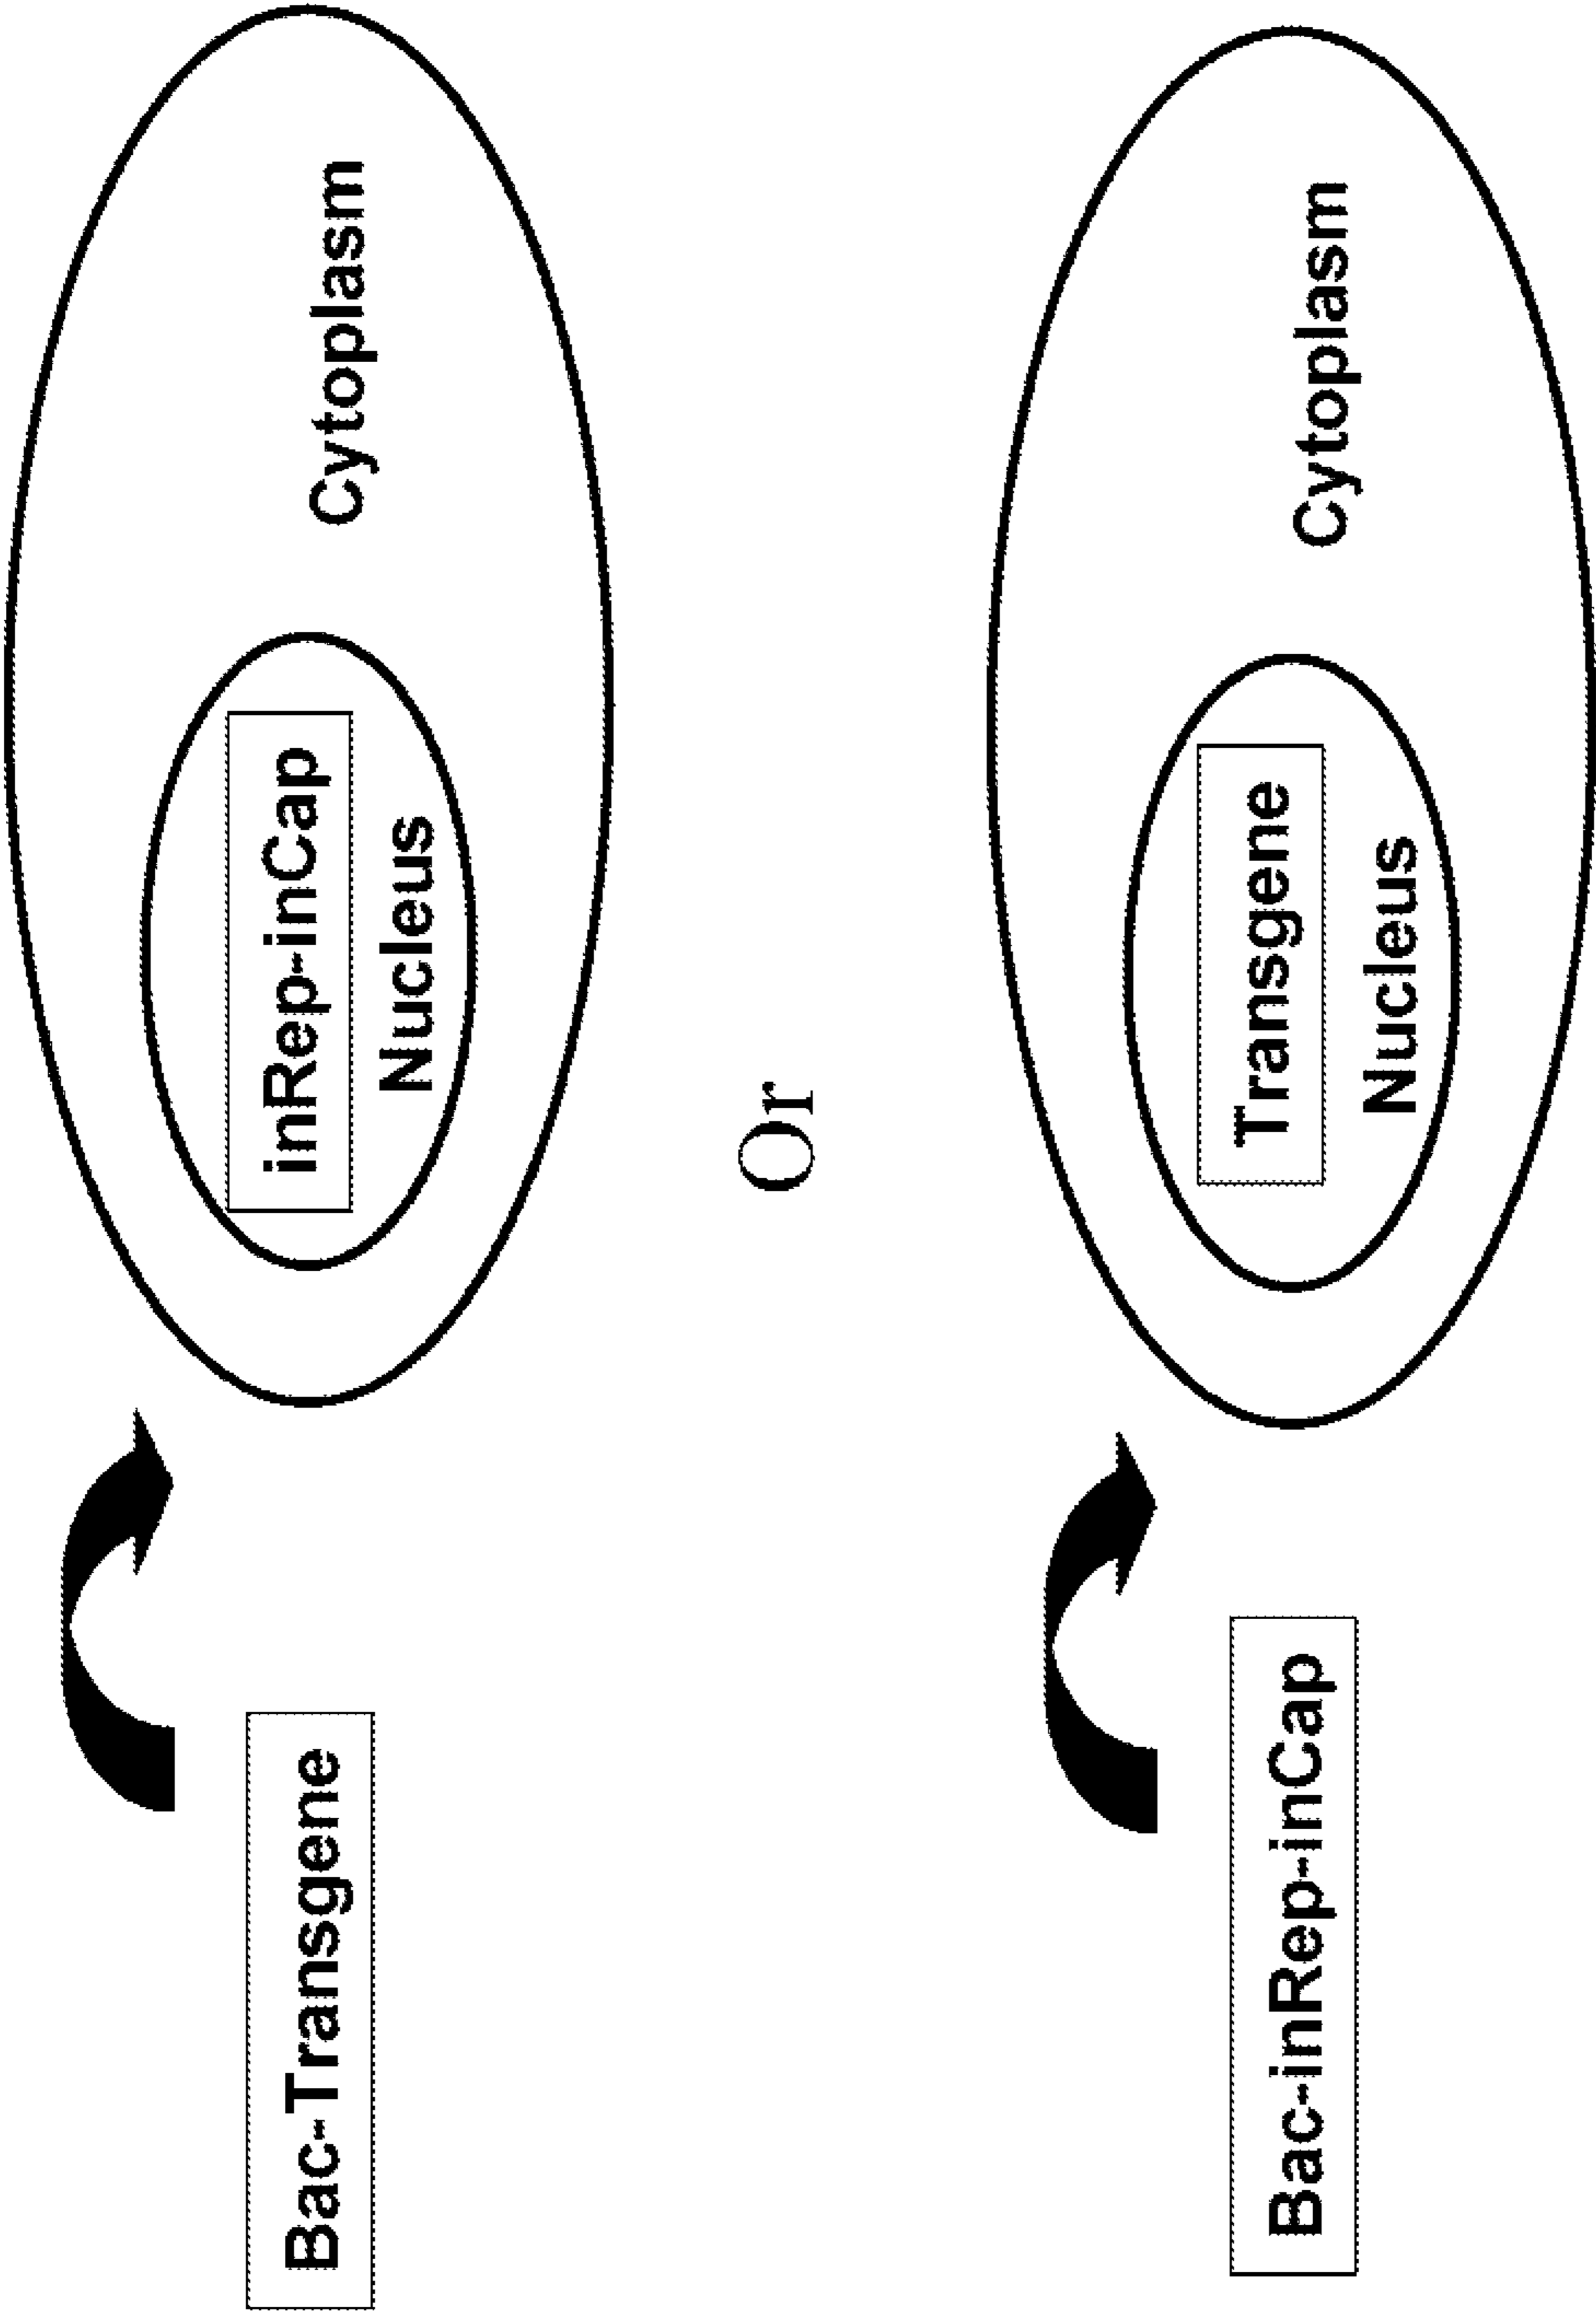 Bac-Transgene
inRep-inCap
Nucleus
Cytoplasm
Or
Bac-inRep-inCap
Transgene
Nucleus
Cytoplasm